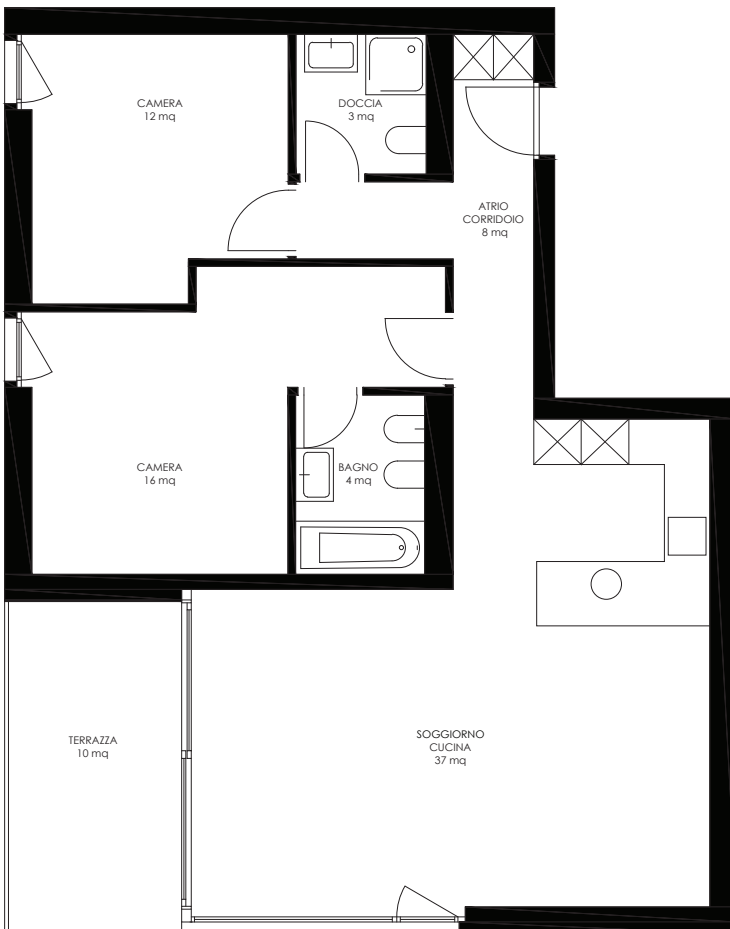 CAMERA
12 mq
DOCCIA
3 mq
ATRIO
CORRIDOIO
8 mq
CAMERA
16 mq
BAGNO
4 mq
TERRAZZA
10 mq
SOGGIORNO
CUCINA
37 mq